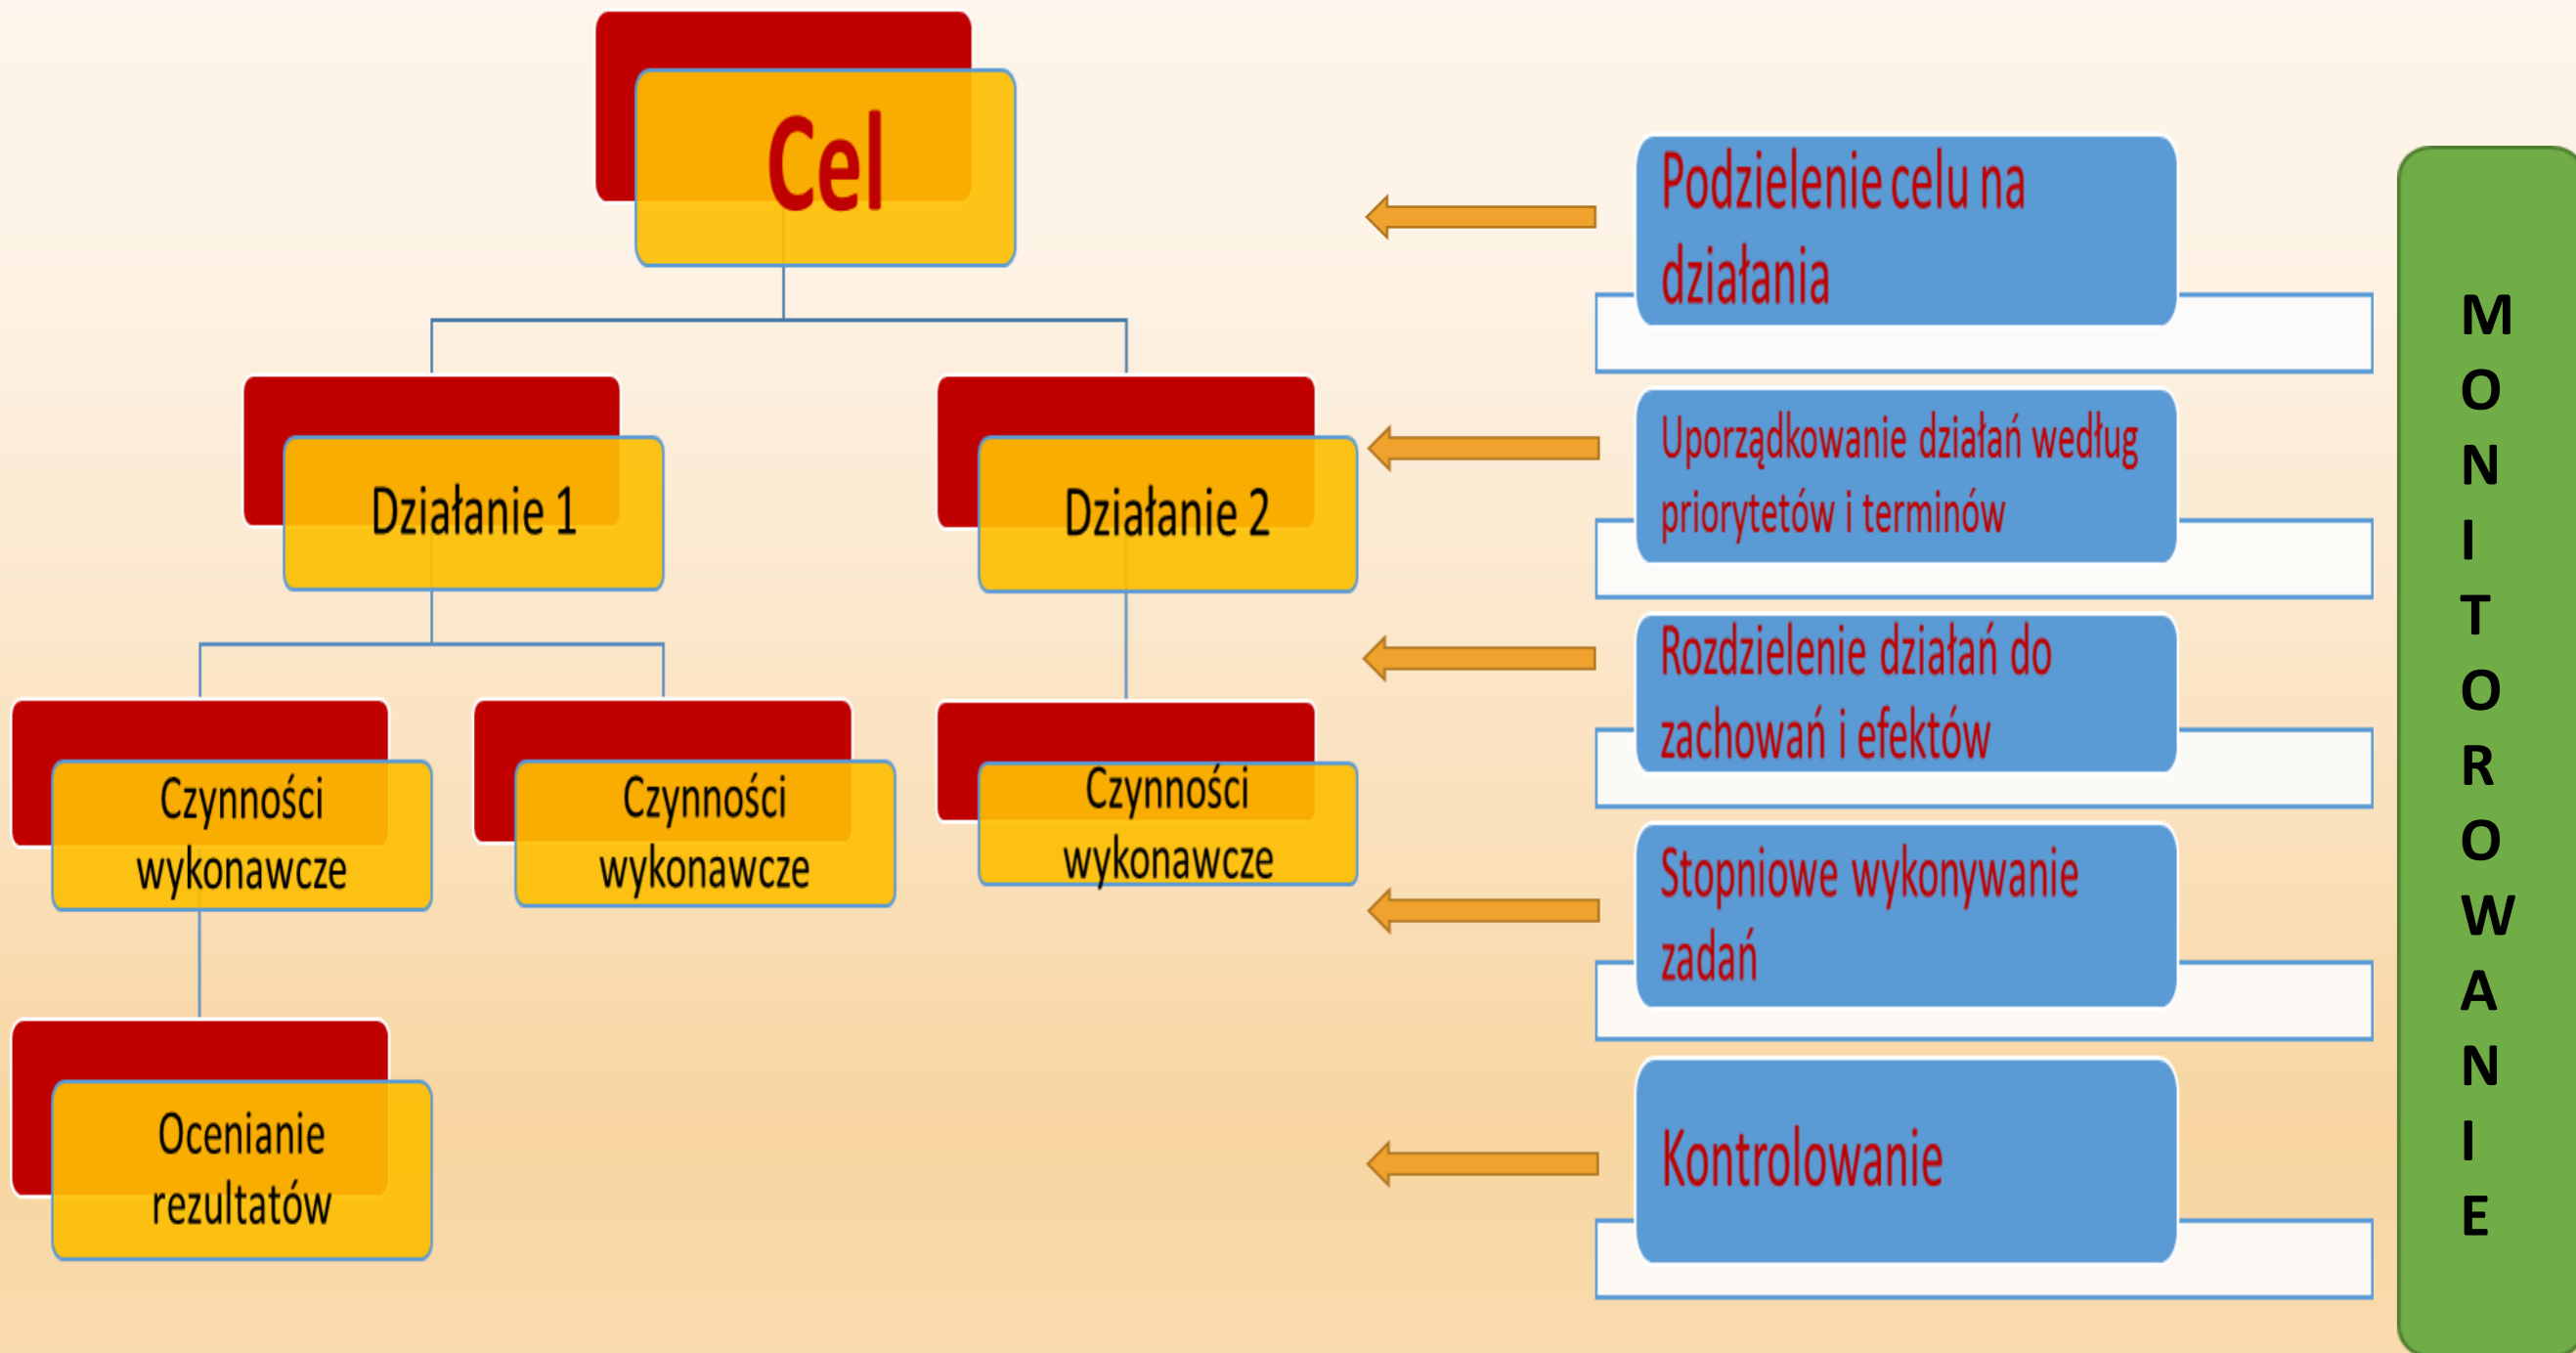 Cel
Działanie 1
Działanie 2
Czynności
wykonawcze
Czynności
wykonawcze
Czynności
wykonawcze
Ocenianie
rezultatów
Podzielenie celu na
działania
Uporządkowanie działań według
priorytetów i terminów
Rozdzielenie działań do
zachowań i efektów
Stopniowe wykonywanie
zadań
Kontrolowanie
M
O
N
I
T
O
R
O
W
A
N
I
E